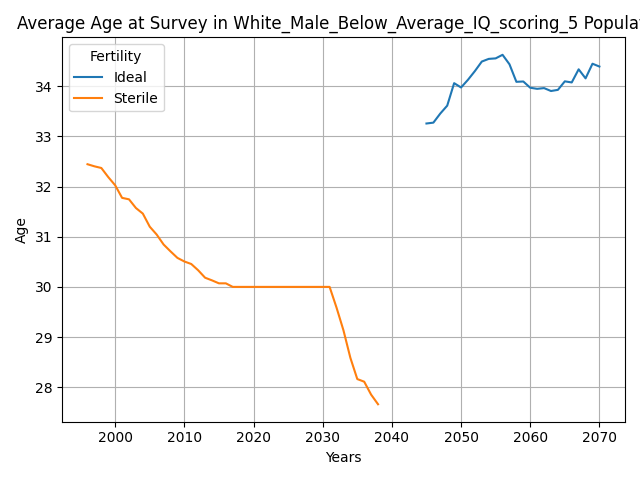 Average Age at Survey in White_Male_Below_Average_IQ_scoring_5 Popula
Fertility
Ideal
Sterile
34
33
32
31
30
29
28
Age
2000 2010 2020 2030 2040 2050 2060 2070
Years